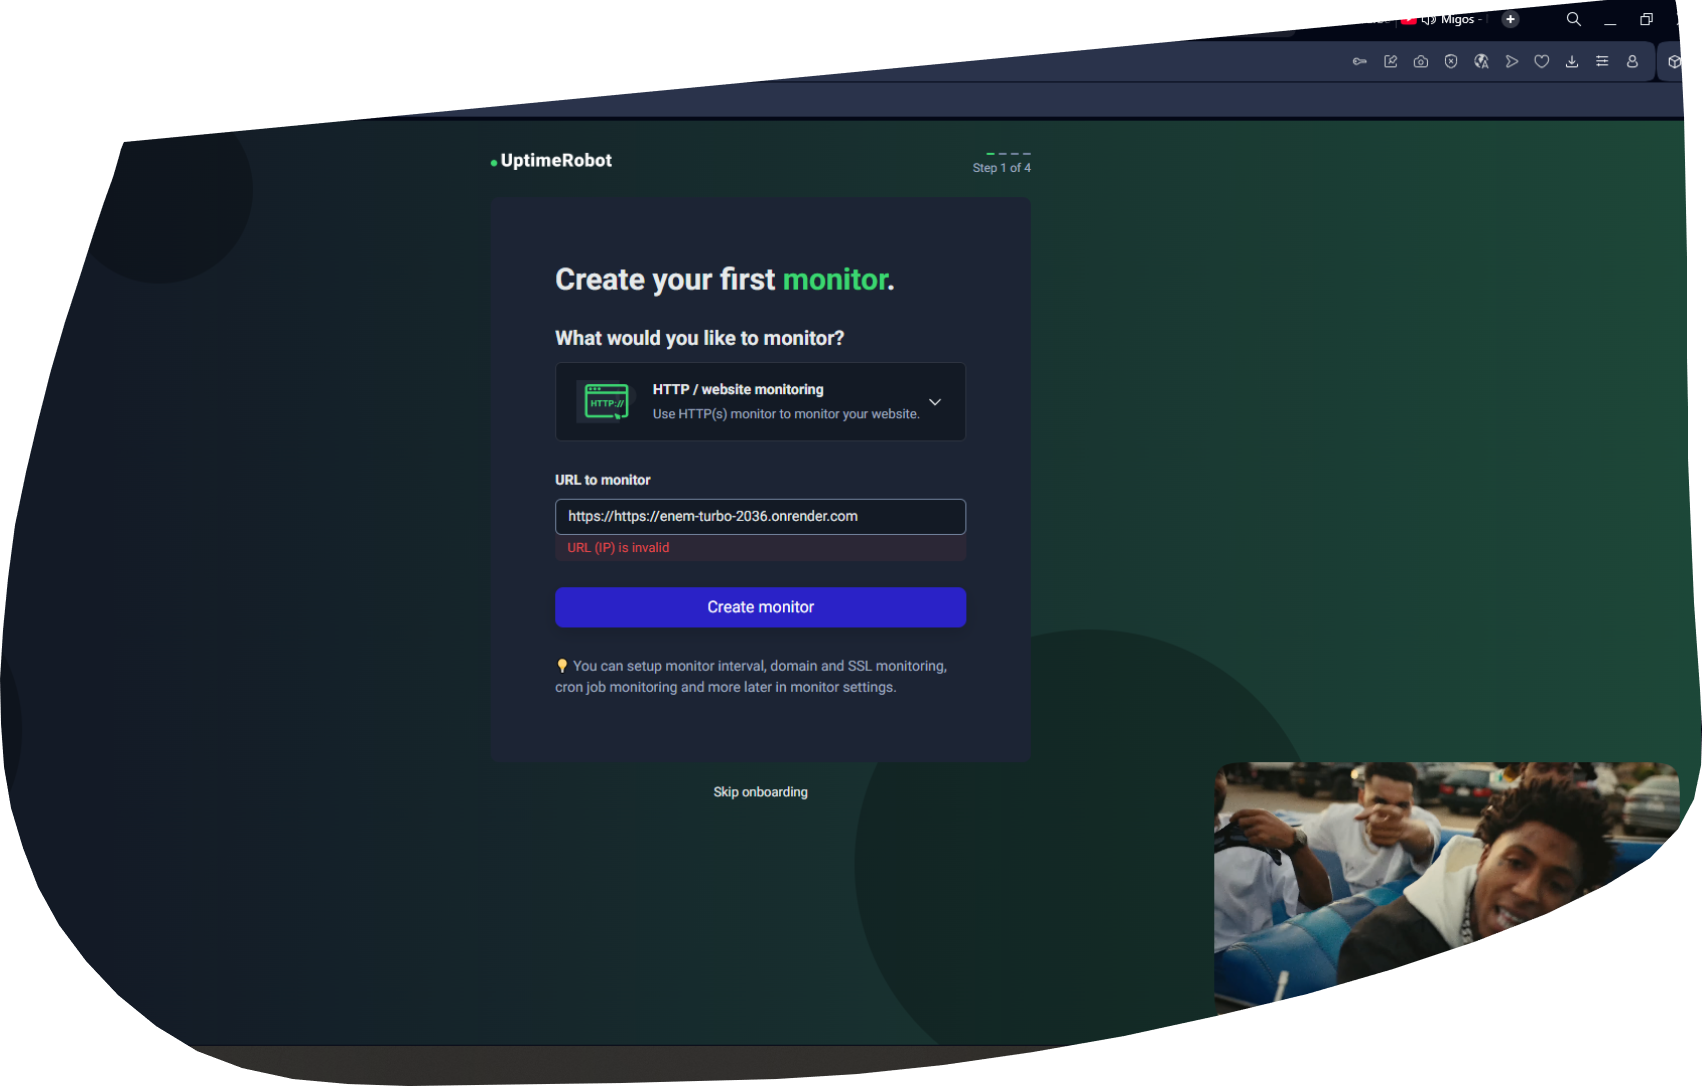 Migos -
UptimeRobot
Step 1 of 4
Create your first monitor.
What would you like to monitor?
HTTP://
HTTP / website monitoring
Use HTTP(s) monitor to monitor your website.
URL to monitor
https://https://enem-turbo-2036.onrender.com
URL (IP) is invalid
Create monitor
💡 You can setup monitor interval, domain and SSL monitoring,
cron job monitoring and more later in monitor settings.
Skip onboarding